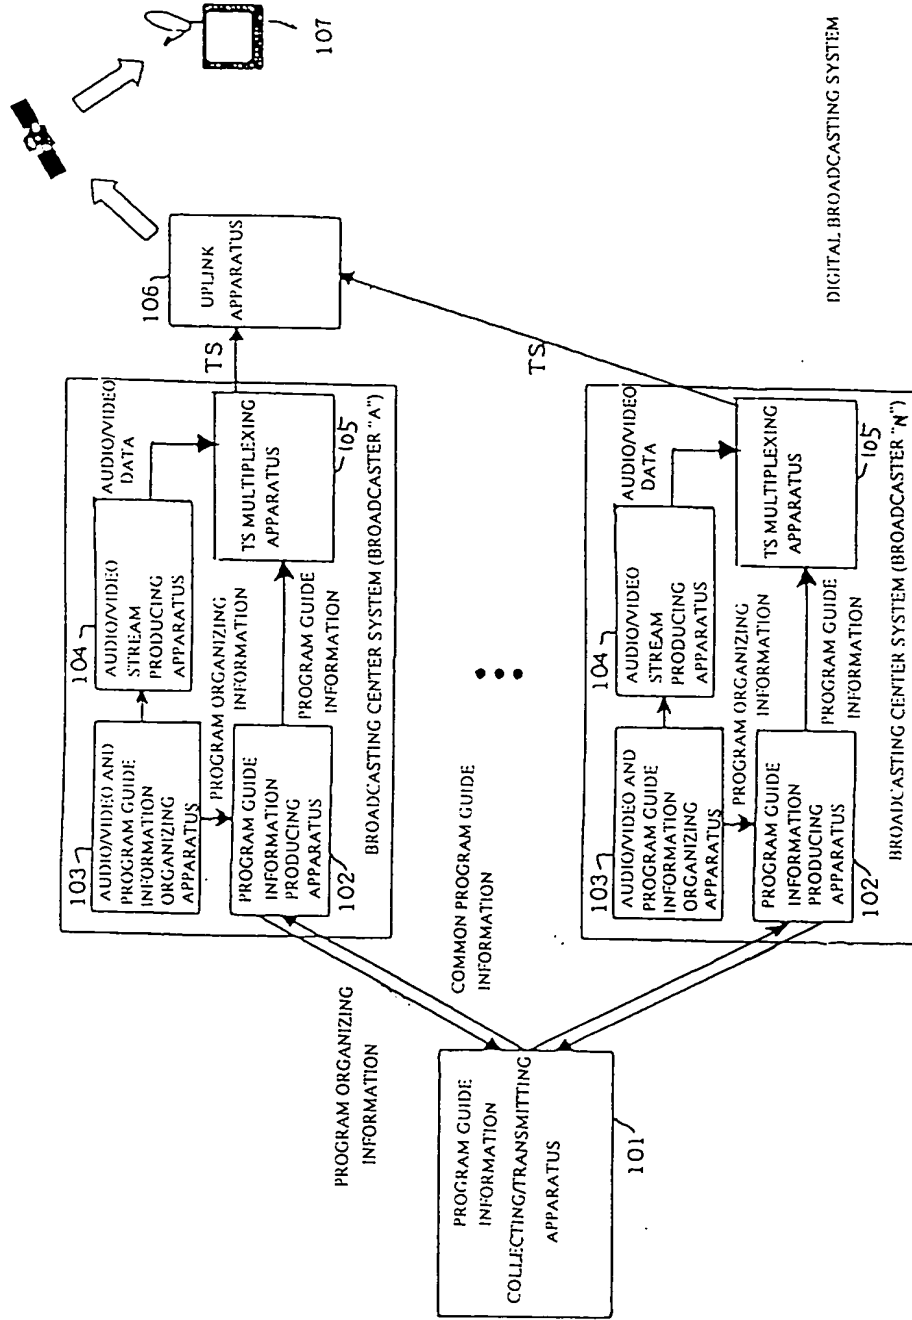 107
106
UPLINK
APPARATUS
TS
TS
DIGITAL BROADCASTING SYSTEM
103
AUDIO/VIDEO AND
PROGRAM GUIDE
INFORMATION
ORGANIZING
APPARATUS
104
AUDIO/VIDEO
STREAM
PRODUCING
APPARATUS
AUDIO/VIDEO
DATA
PROGRAM ORGANIZING
INFORMATION
PROGRAM GUIDE
INFORMATION
PRODUCING
APPARATUS
102
PROGRAM GUIDE
INFORMATION
TS MULTIPLEXING
APPARATUS
105
BROADCASTING CENTER SYSTEM (BROADCASTER "A")
PROGRAM ORGANIZING
INFORMATION
COMMON PROGRAM GUIDE
INFORMATION
PROGRAM GUIDE
INFORMATION
COLLECTING/TRANSMITTING
APPARATUS
101
103
AUDIO/VIDEO AND
PROGRAM GUIDE
INFORMATION
ORGANIZING
APPARATUS
104
AUDIO/VIDEO
STREAM
PRODUCING
APPARATUS
AUDIO/VIDEO
DATA
PROGRAM ORGANIZING
INFORMATION
PROGRAM GUIDE
INFORMATION
PRODUCING
APPARATUS
102
PROGRAM GUIDE
INFORMATION
TS MULTIPLEXING
APPARATUS
105
BROADCASTING CENTER SYSTEM (BROADCASTER "N")